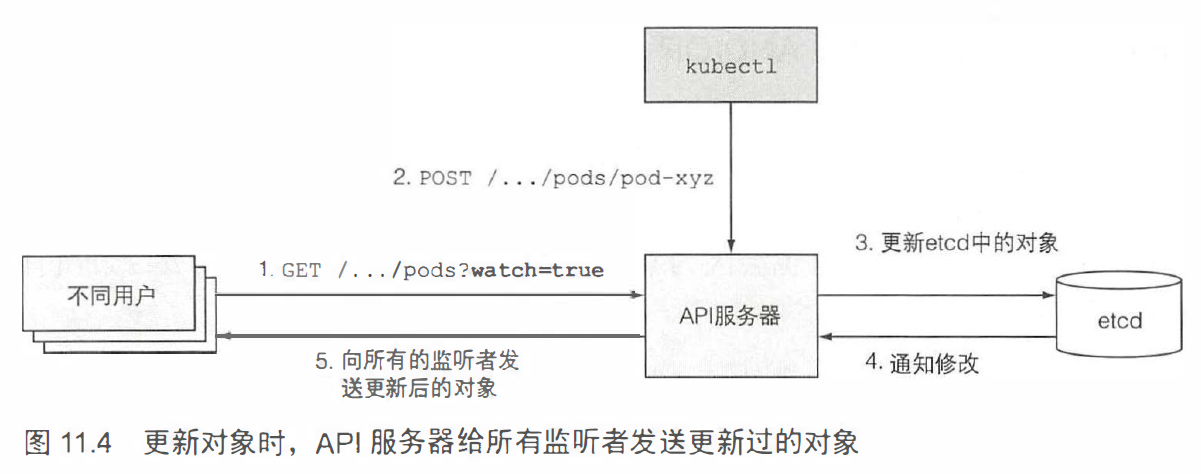 kubectl
2. POST /.../pods/pod-xyz
3. 更新etcd中的对象
1. GET /.../pods?watch=true
不同用户
API服务器
etcd
4. 通知修改
5. 向所有的监听者发
送更新后的对象
图 11.4 更新对象时，API 服务器给所有监听者发送更新过的对象